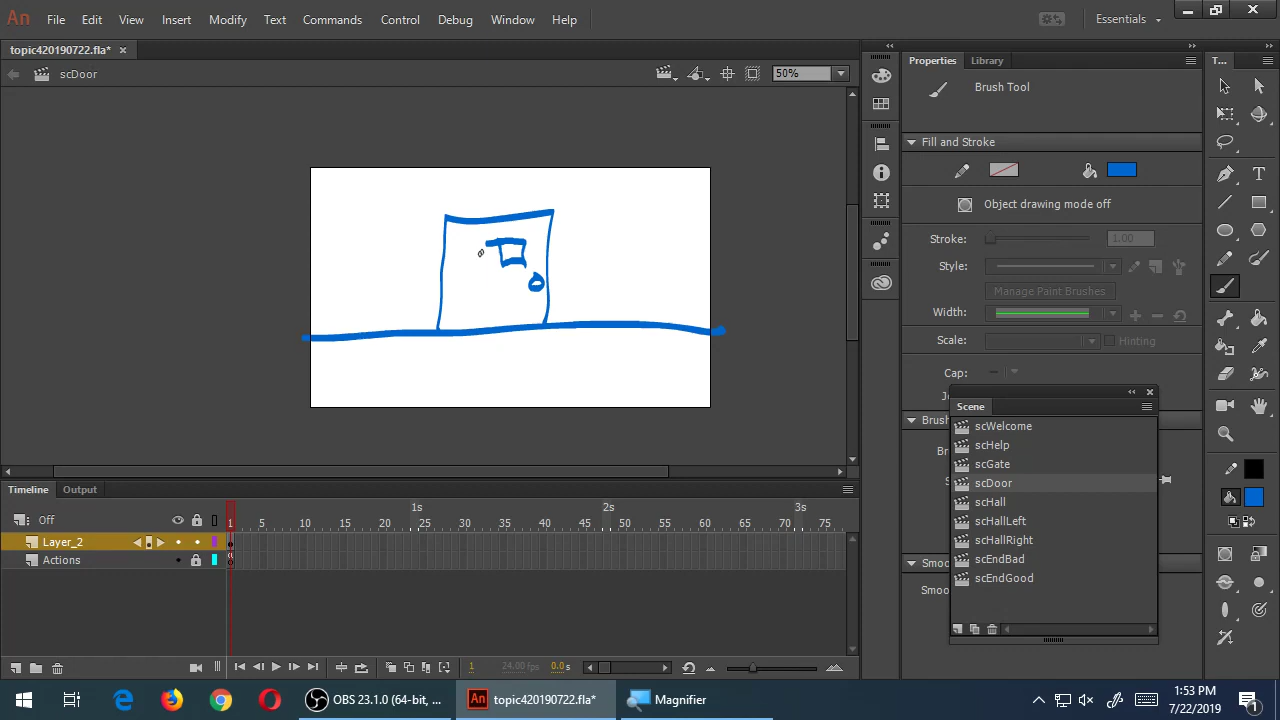 An File Edit View Insert Modify Text Commands Control Debug Window Help Essentials
topic420190722.fla* ×
scDoor 50%
Properties Library T...
Brush Tool
Fill and Stroke
Object drawing mode off
Stroke: 1.00
Style:
Manage Paint Brushes
Width:
Scale: Hinting
Cap:
Scene
scWelcome
scHelp
scGate
scDoor
scHall
scHallLeft
scHallRight
scEndBad
scEndGood
Timeline Output
1s 2s 3s
Off 1 5 10 15 20 25 30 35 40 45 50 55 60 65 70 75
Layer_2
Actions
1 24.00 fps 0.0 s
OBS 23.1.0 (64-bit, ... An topic420190722.fla* Magnifier
1:53 PM
7/22/2019
1